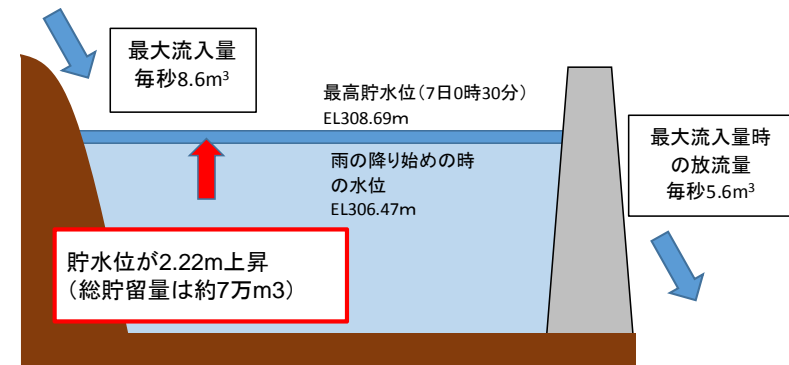 最大流入量
毎秒8.6m³
最高貯水位（7日0時30分）
EL308.69m
雨の降り始めの時
の水位
EL306.47m
最大流入量時
の放流量
毎秒5.6m³
貯水位が2.22m上昇
（総貯留量は約7万m3）